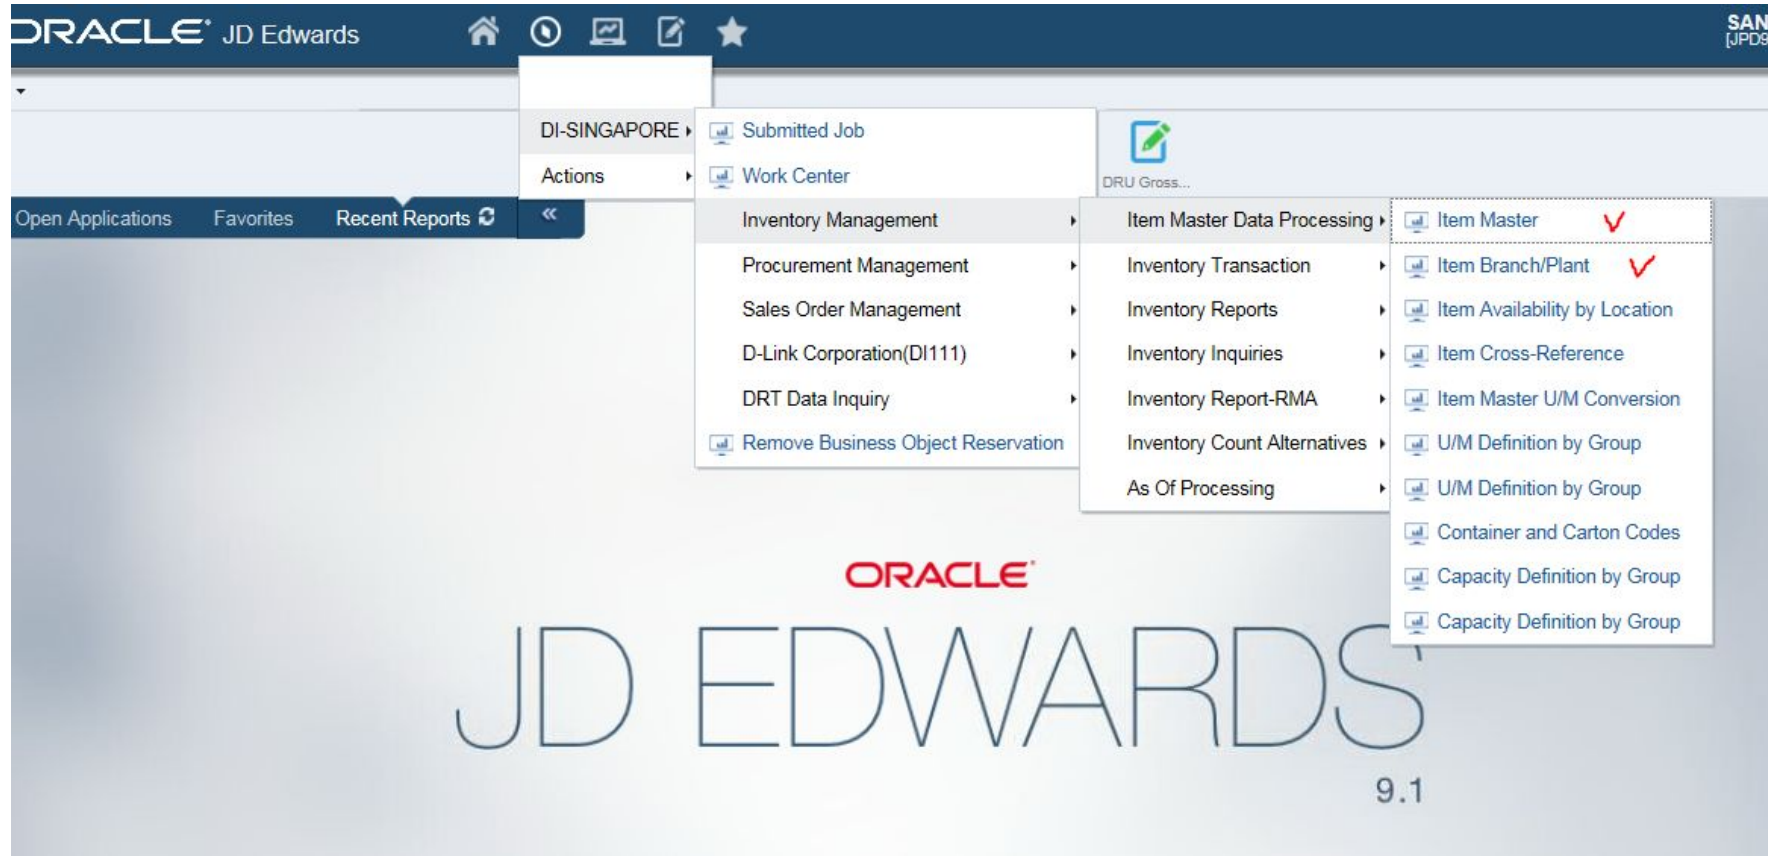 ORACLE JD Edwards
SAN
[JPD9
DI-SINGAPORE
Actions
Submitted Job
Work Center
Inventory Management
Procurement Management
Sales Order Management
D-Link Corporation(DI111)
DRT Data Inquiry
Remove Business Object Reservation
DRU Gross...
Item Master Data Processing
Inventory Transaction
Inventory Reports
Inventory Inquiries
Inventory Report-RMA
Inventory Count Alternatives
As Of Processing
Item Master
Item Branch/Plant
Item Availability by Location
Item Cross-Reference
Item Master U/M Conversion
U/M Definition by Group
U/M Definition by Group
Container and Carton Codes
Capacity Definition by Group
Capacity Definition by Group
Open Applications Favorites Recent Reports
ORACLE
JD EDWARDS
9.1